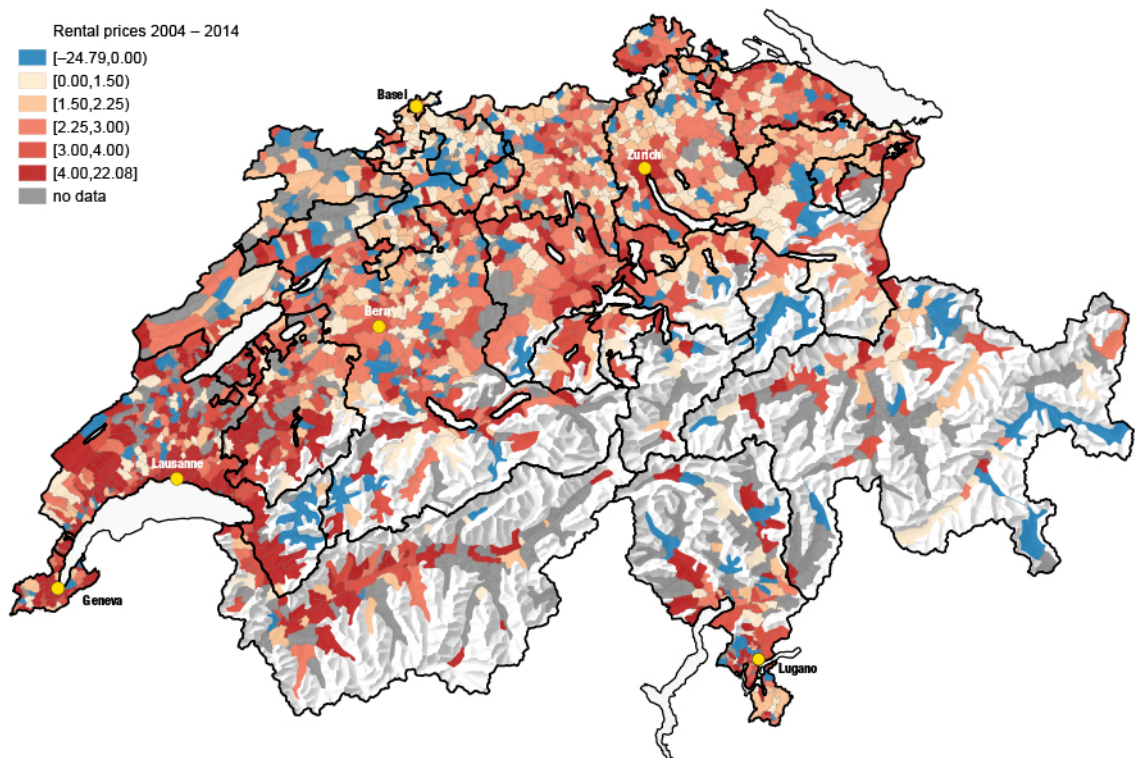 Rental prices 2004 – 2014
[–24.79,0.00)
[0.00,1.50)
[1.50,2.25)
[2.25,3.00)
[3.00,4.00)
[4.00,22.08]
no data
Basel
Zurich
Bern
Lausanne
Geneva
Lugano